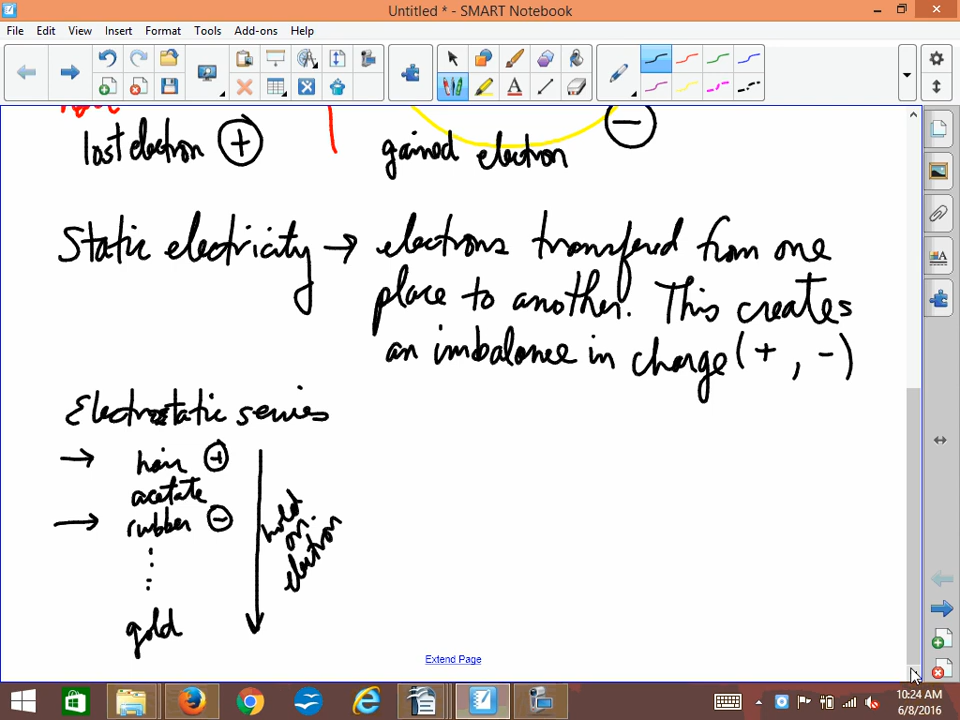 Untitled * - SMART Notebook
File Edit View Insert Format Tools Add-ons Help
lost electron +
gained electron −
Static electricity → electrons transfered from one
place to another. This creates
an imbalance in charge (+, -)
Electrostatic series
→ hair +
acetate
→ rubber −
gold
hold
on
electron
Extend Page
10:24 AM
6/8/2016